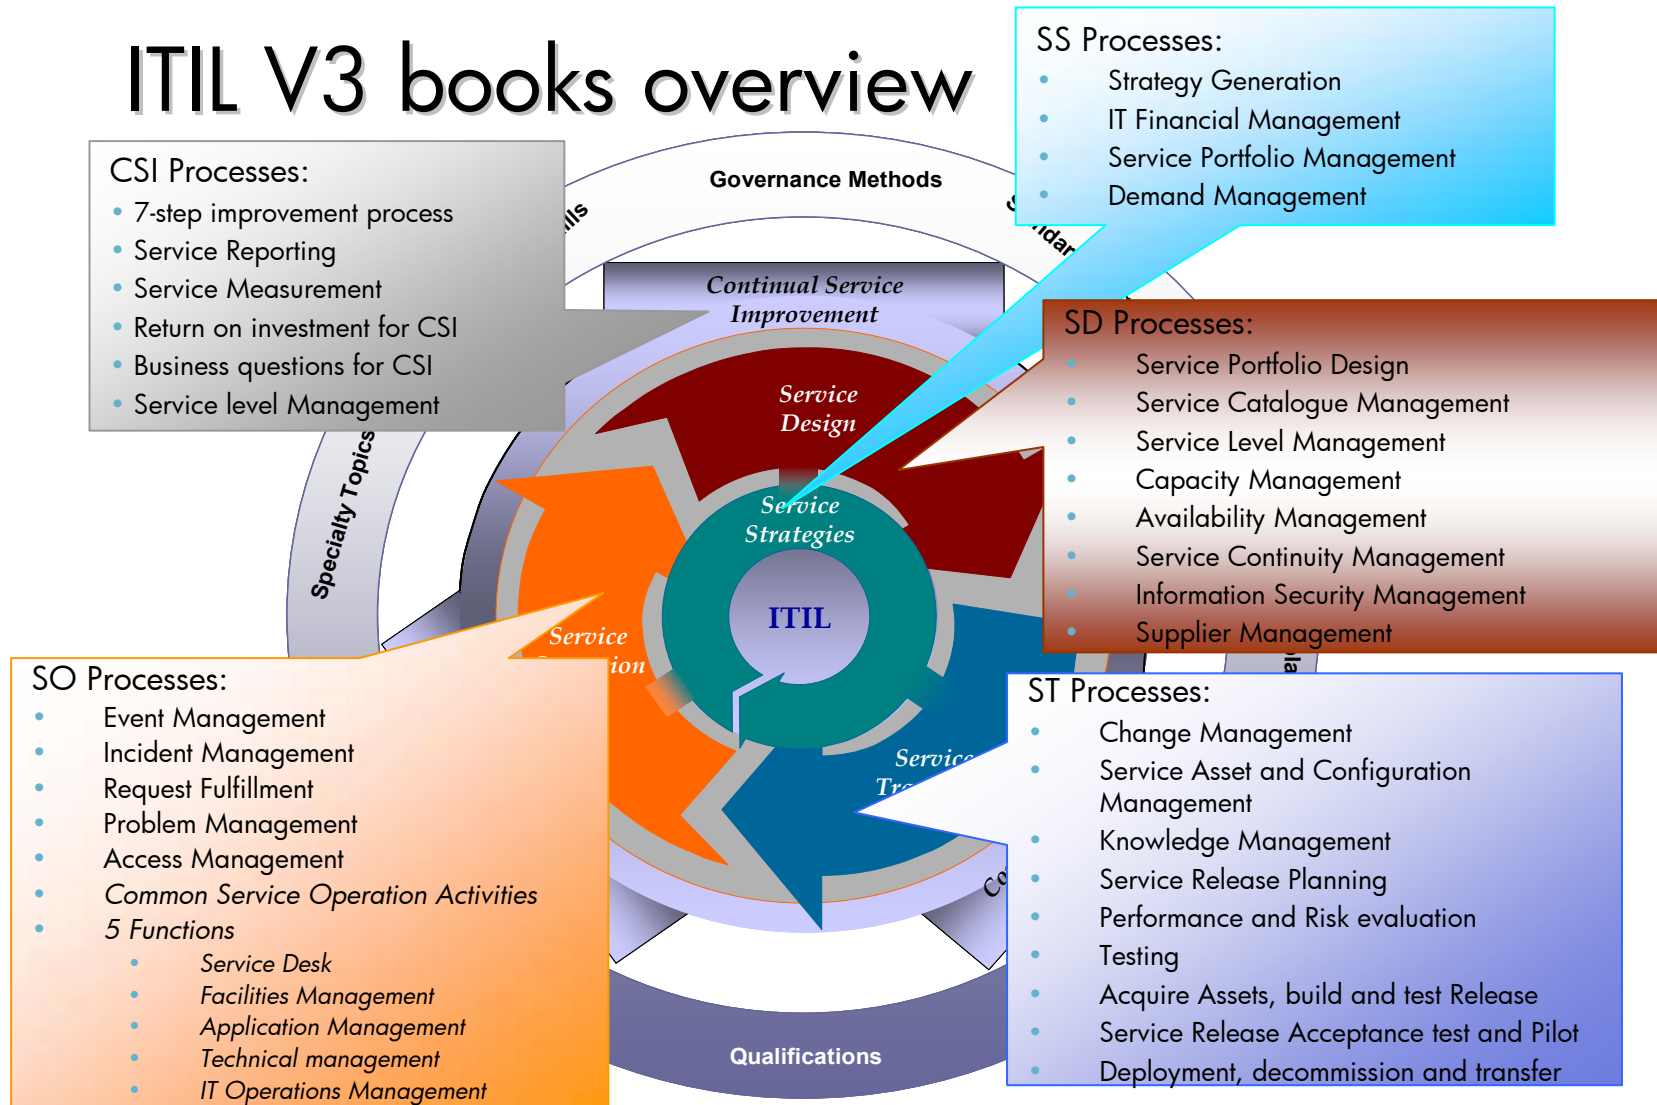 ITIL V3 books overview
SS Processes:
Strategy Generation
IT Financial Management
Service Portfolio Management
Demand Management
CSI Processes:
7-step improvement process
Service Reporting
Service Measurement
Return on investment for CSI
Business questions for CSI
Service level Management
Governance Methods
Continual Service
Improvement
SD Processes:
Service Portfolio Design
Service Catalogue Management
Service Level Management
Capacity Management
Availability Management
Service Continuity Management
Information Security Management
Supplier Management
Service
Design
Specialty Topics
Service
Strategies
ITIL
Service
SO Processes:
Event Management
Incident Management
Request Fulfillment
Problem Management
Access Management
Common Service Operation Activities
5 Functions
Service Desk
Facilities Management
Application Management
Technical management
IT Operations Management
Service
ST Processes:
Change Management
Service Asset and Configuration
Management
Knowledge Management
Service Release Planning
Performance and Risk evaluation
Testing
Acquire Assets, build and test Release
Service Release Acceptance test and Pilot
Deployment, decommission and transfer
Qualifications